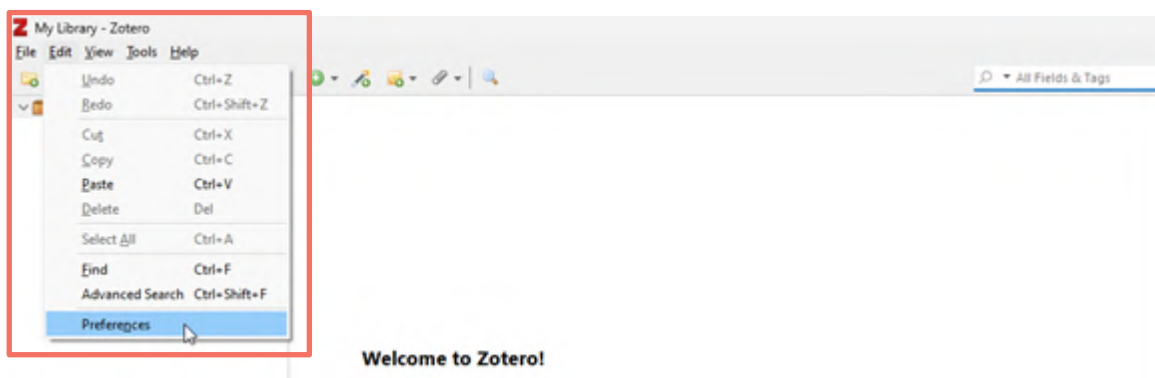 My Library - Zotero
File Edit View Tools Help
All Fields & Tags
Undo Ctrl+Z
Redo Ctrl+Shift+Z
Cut Ctrl+X
Copy Ctrl+C
Paste Ctrl+V
Delete Del
Select All Ctrl+A
Find Ctrl+F
Advanced Search Ctrl+Shift+F
Preferences
Welcome to Zotero!